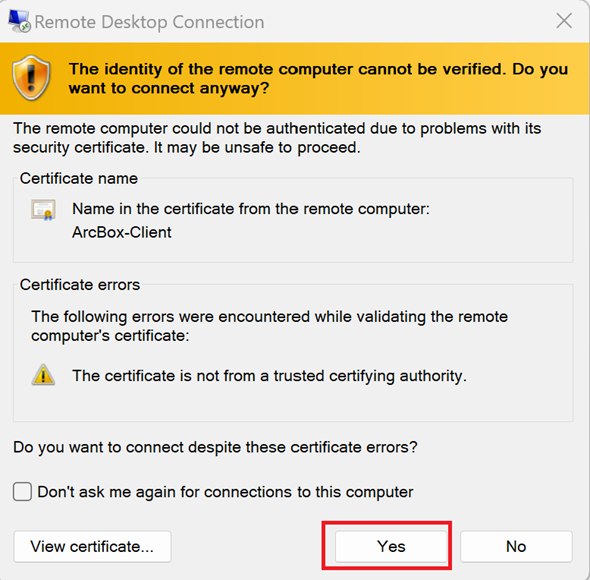 Remote Desktop Connection
The identity of the remote computer cannot be verified. Do you
want to connect anyway?
The remote computer could not be authenticated due to problems with its
security certificate. It may be unsafe to proceed.
Certificate name
Name in the certificate from the remote computer:
ArcBox-Client
Certificate errors
The following errors were encountered while validating the remote
computer's certificate:
The certificate is not from a trusted certifying authority.
Do you want to connect despite these certificate errors?
Don't ask me again for connections to this computer
View certificate...
Yes
No